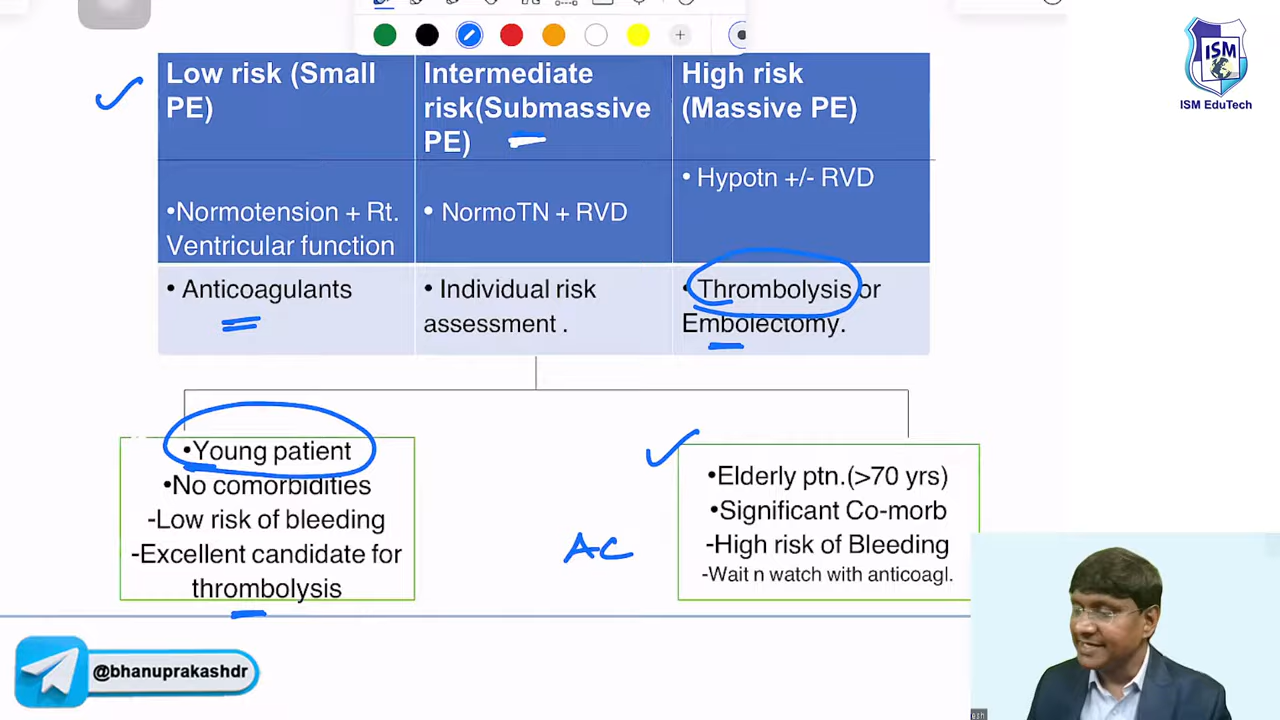 ISM
ISM EduTech
Low risk (Small
PE)
Intermediate
risk(Submassive
PE)
High risk
(Massive PE)
•Normotension + Rt.
Ventricular function
• NormoTN + RVD
• Hypotn +/- RVD
• Anticoagulants
• Individual risk
assessment .
• Thrombolysis or
Embolectomy.
•Young patient
•No comorbidities
-Low risk of bleeding
-Excellent candidate for
thrombolysis
AC
•Elderly ptn.(>70 yrs)
•Significant Co-morb
-High risk of Bleeding
-Wait n watch with anticoagl.
@bhanuprakashdr